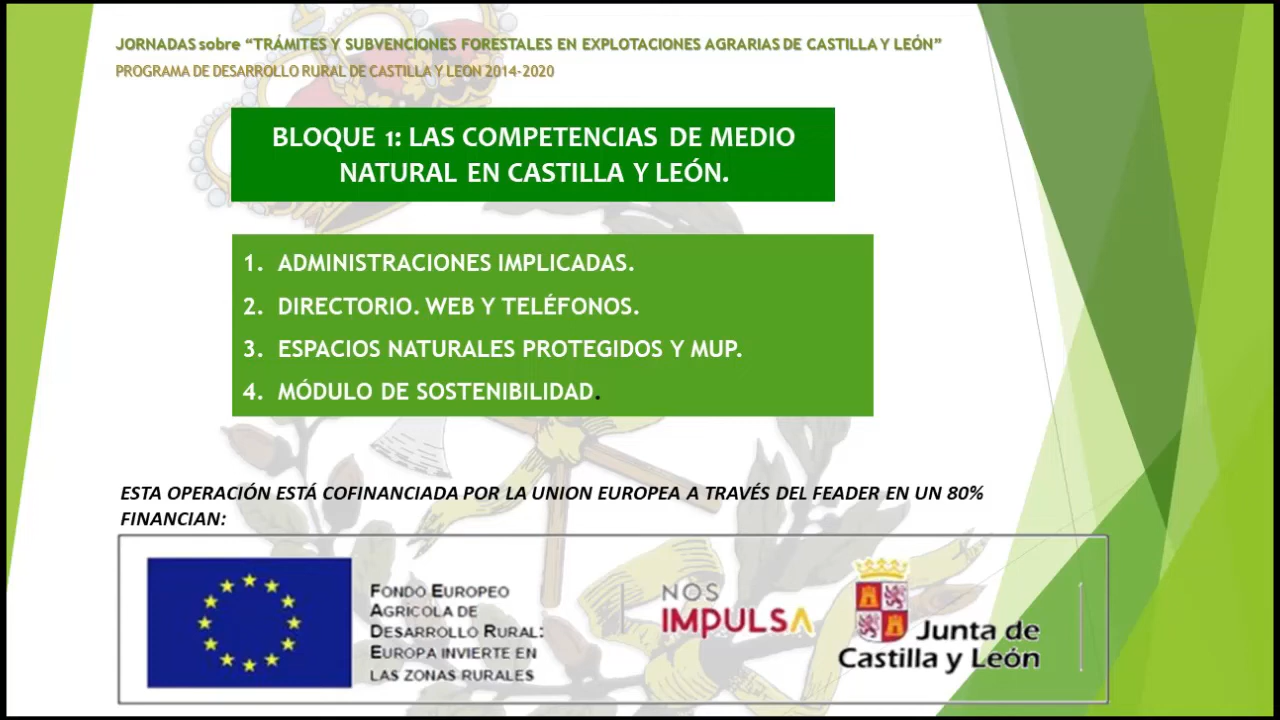 JORNADAS sobre “TRÁMITES Y SUBVENCIONES FORESTALES EN EXPLOTACIONES AGRARIAS DE CASTILLA Y LEÓN”
PROGRAMA DE DESARROLLO RURAL DE CASTILLA Y LEON 2014-2020
BLOQUE 1: LAS COMPETENCIAS DE MEDIO
NATURAL EN CASTILLA Y LEÓN.
1. ADMINISTRACIONES IMPLICADAS.
2. DIRECTORIO. WEB Y TELÉFONOS.
3. ESPACIOS NATURALES PROTEGIDOS Y MUP.
4. MÓDULO DE SOSTENIBILIDAD.
ESTA OPERACIÓN ESTÁ COFINANCIADA POR LA UNION EUROPEA A TRAVÉS DEL FEADER EN UN 80%
FINANCIAN:
FONDO EUROPEO
AGRÍCOLA DE
DESARROLLO RURAL:
EUROPA INVIERTE EN
LAS ZONAS RURALES
NOS
IMPULSA
Junta de
Castilla y León